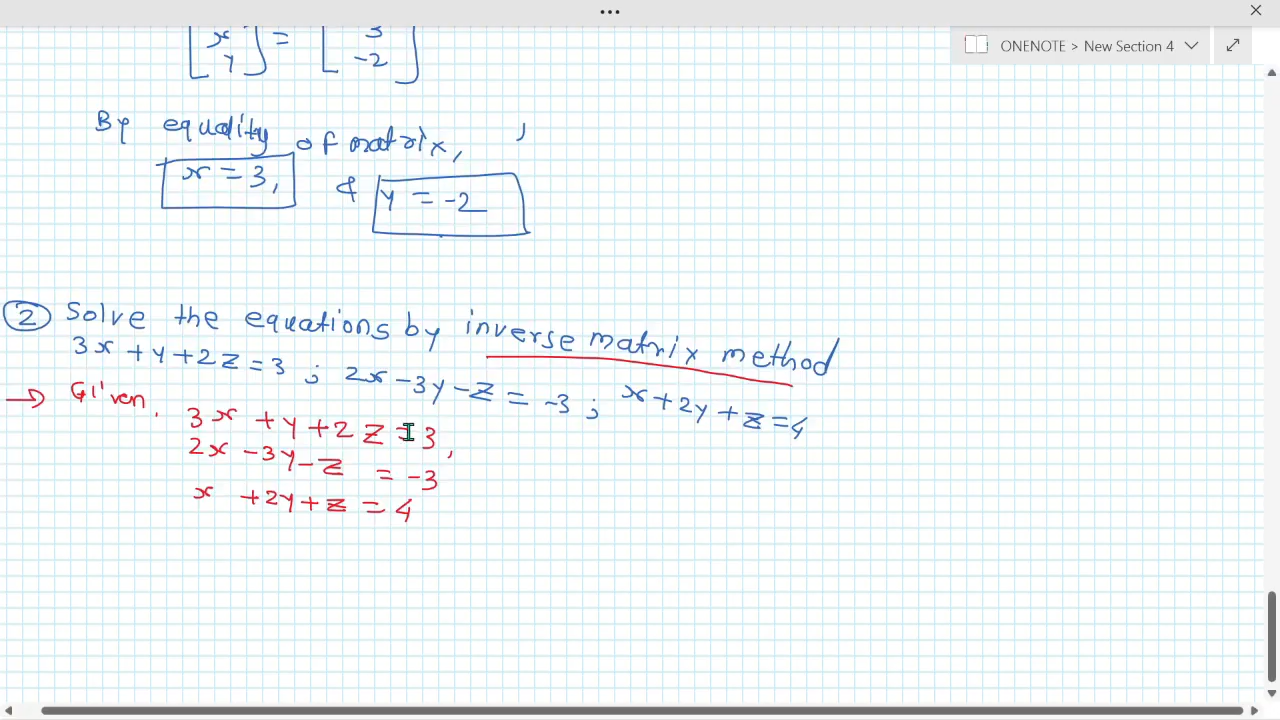 ONENOTE > New Section 4
[x y] = [3 -2]
By equality of matrix,
x = 3, & y = -2
② Solve the equations by inverse matrix method
3x + y + 2z = 3 ; 2x - 3y - z = -3 ; x + 2y + z = 4
→ Given,
3x + y + 2z = 3,
2x - 3y - z = -3
x + 2y + z = 4